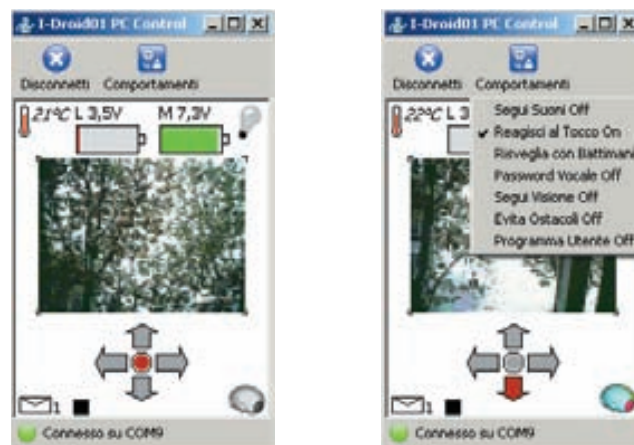 I-Droid01 PC Control
Disconnetti Comportamenti
21°C L 3,5V M 7,3V
1
Connesso su COM9
I-Droid01 PC Control
Disconnetti Comportamenti
22°C L 3
Segui Suoni Off
Reagisci al Tocco On
Risveglia con Battimani
Password Vocale Off
Segui Visione Off
Evita Ostacoli Off
Programma Utente Off
1
Connesso su COM9